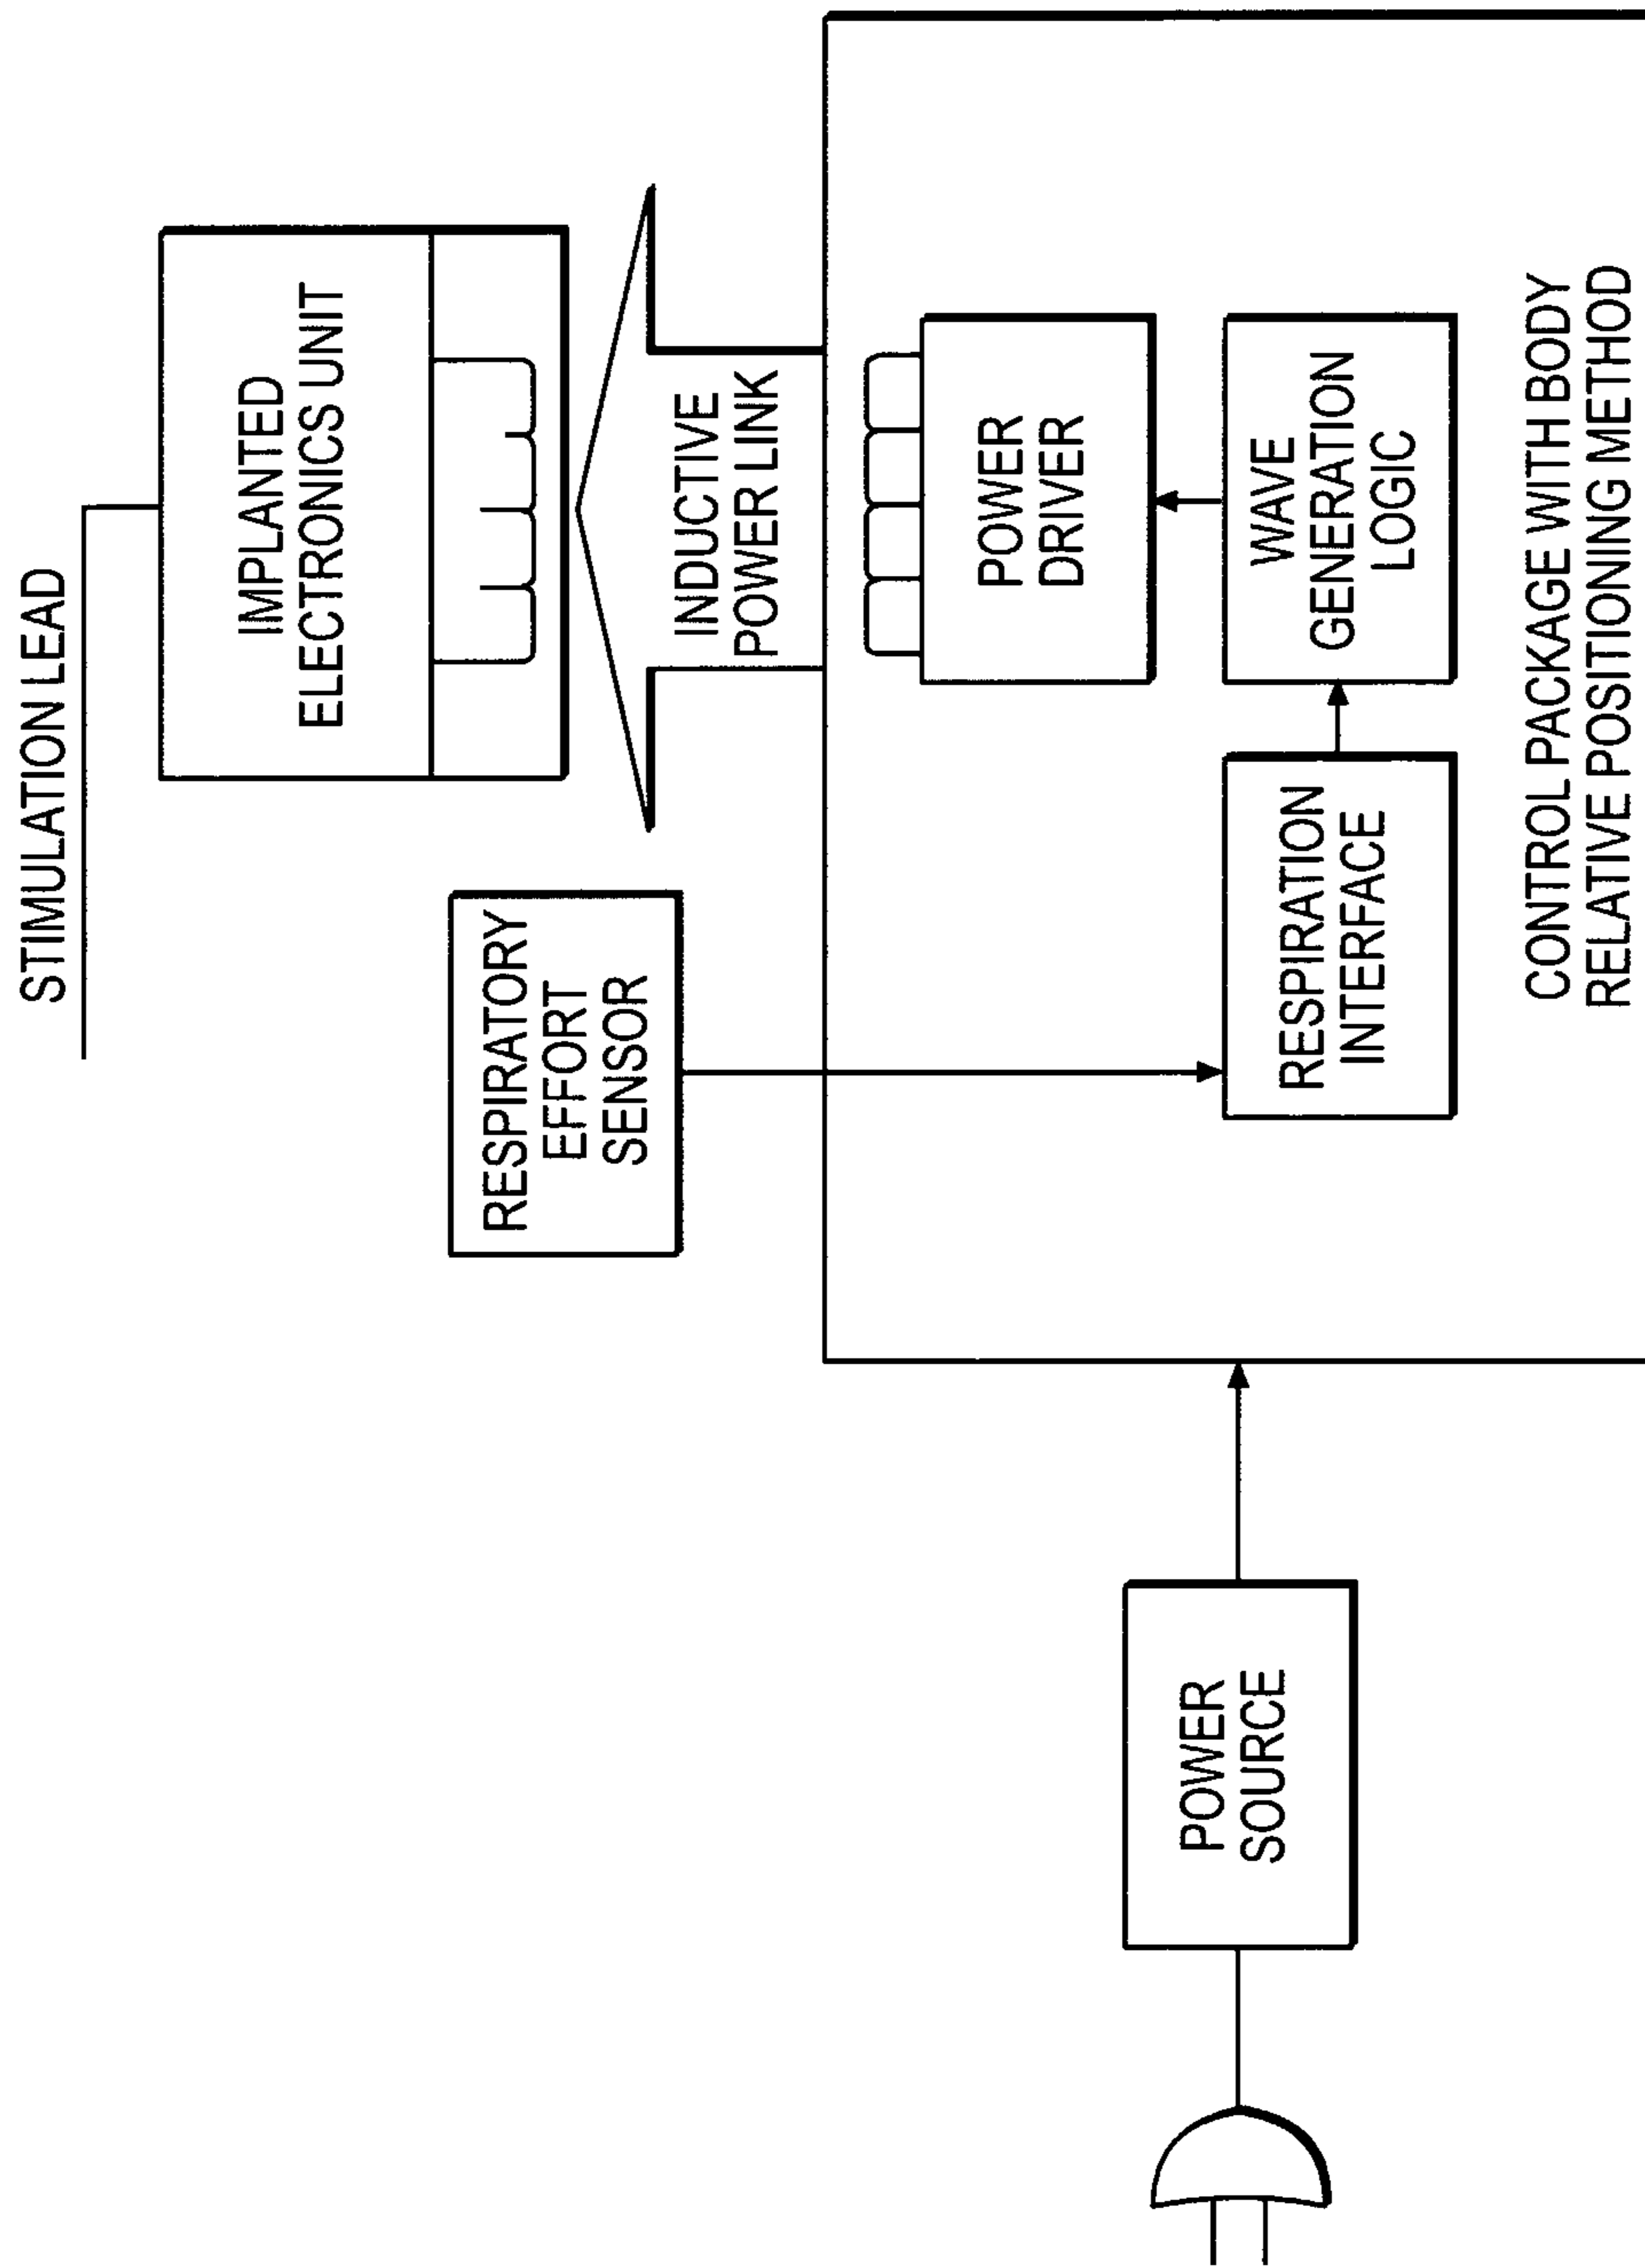 STIMULATION LEAD
IMPLANTED
ELECTRONICS UNIT
RESPIRATORY
EFFORT
SENSOR
INDUCTIVE
POWER LINK
POWER
DRIVER
WAVE
GENERATION
LOGIC
RESPIRATION
INTERFACE
POWER
SOURCE
CONTROL PACKAGE WITH BODY
RELATIVE POSITIONING METHOD